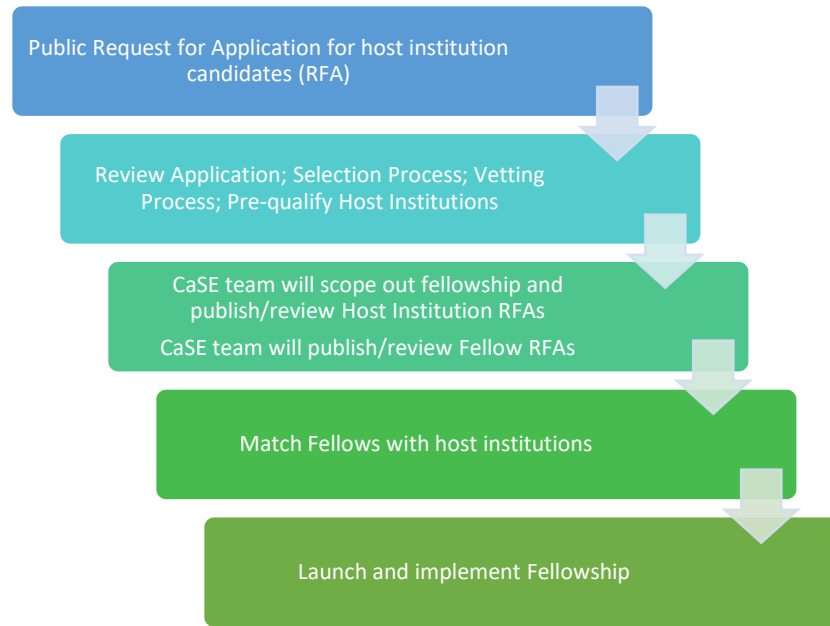 Public Request for Application for host institution
candidates (RFA)
Review Application; Selection Process; Vetting
Process; Pre-qualify Host Institutions
CaSE team will scope out fellowship and
publish/review Host Institution RFAs
CaSE team will publish/review Fellow RFAs
Match Fellows with host institutions
Launch and implement Fellowship